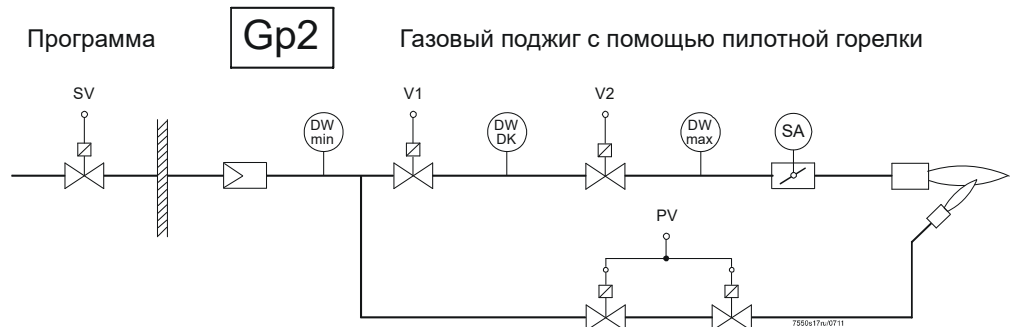 Программа Gp2 Газовый поджиг с помощью пилотной горелки
SV V1 V2
DW min DW DK DW max SA
PV
7550s17ru/0711